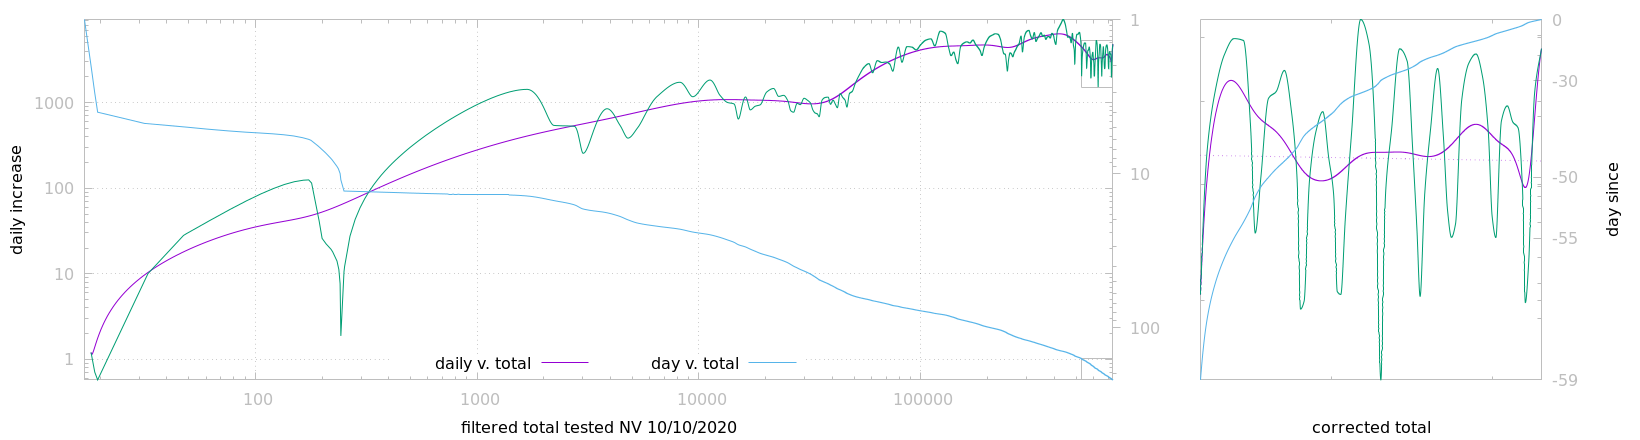 daily increase
1000
100
10
1
1
10
100
daily v. total
day v. total
100
1000
10000
100000
filtered total tested NV 10/10/2020
0
-30
-50
-55
-59
day since
corrected total